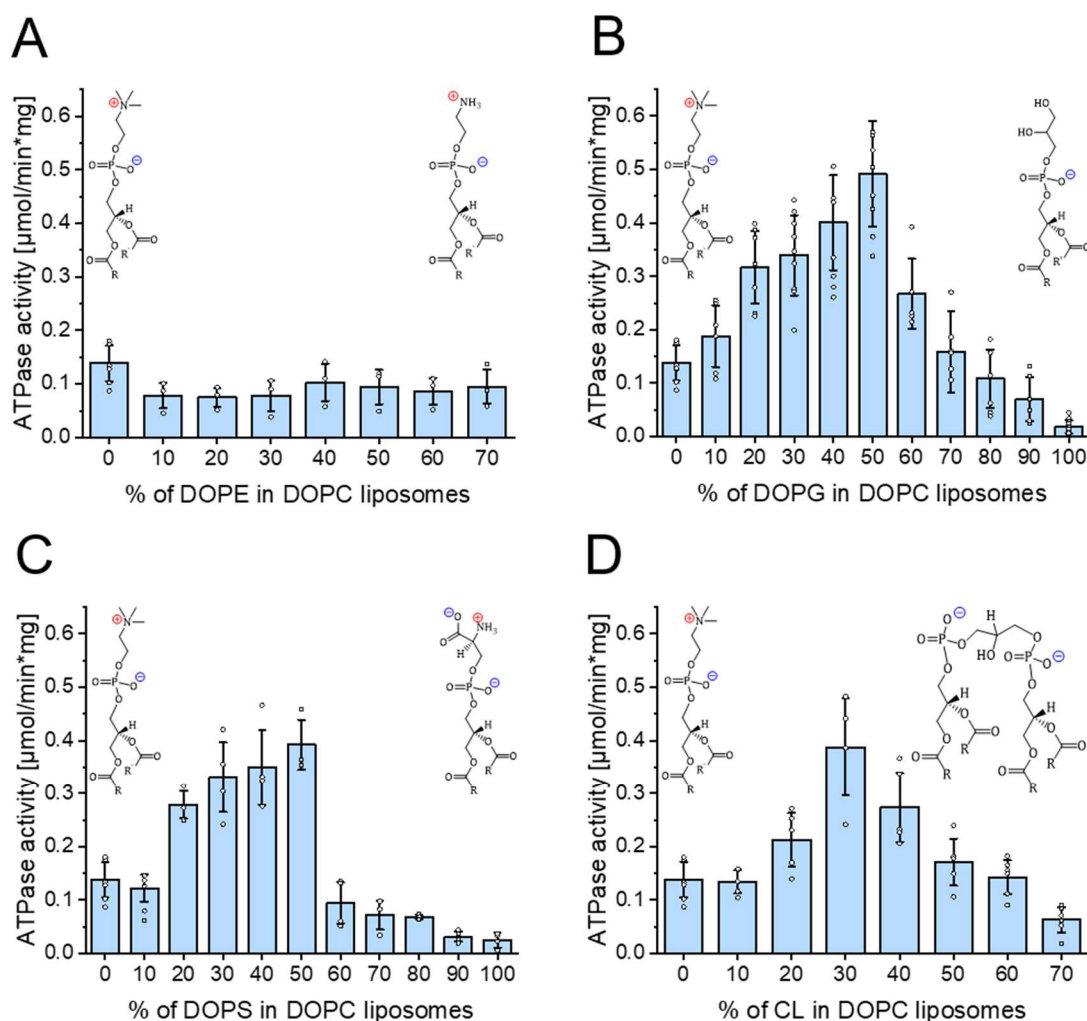 A
ATPase activity [µmol/min*mg]
0.6
0.5
0.4
0.3
0.2
0.1
0.0
0 10 20 30 40 50 60 70
% of DOPE in DOPC liposomes
⊕ N
O P O ⊖
O
O
H
O
O
O R'
O
R
⊕ NH₃
O
O P O ⊖
O
H
O
O
O R'
O
R
B
ATPase activity [µmol/min*mg]
0.6
0.5
0.4
0.3
0.2
0.1
0.0
0 10 20 30 40 50 60 70 80 90 100
% of DOPG in DOPC liposomes
⊕ N
O
O P O ⊖
O
H
O
O
O R'
O
R
HO
HO
O
O P O ⊖
O
H
O
O
O R'
O
R
C
ATPase activity [µmol/min*mg]
0.6
0.5
0.4
0.3
0.2
0.1
0.0
0 10 20 30 40 50 60 70 80 90 100
% of DOPS in DOPC liposomes
⊕ N
O
O P O ⊖
O
H
O
O
O R'
O
R
⊖ O ⊕
O NH₃
H
O
O P O ⊖
O
H
O
O
O R'
O
R
D
ATPase activity [µmol/min*mg]
0.6
0.5
0.4
0.3
0.2
0.1
0.0
0 10 20 30 40 50 60 70
% of CL in DOPC liposomes
⊕ N
O
O P O ⊖
O
H
O
O
O R'
O
R
⊖ O H
O P O O
HO O P O ⊖
O O
H H
O O
O O
O R' O R'
O O
R R